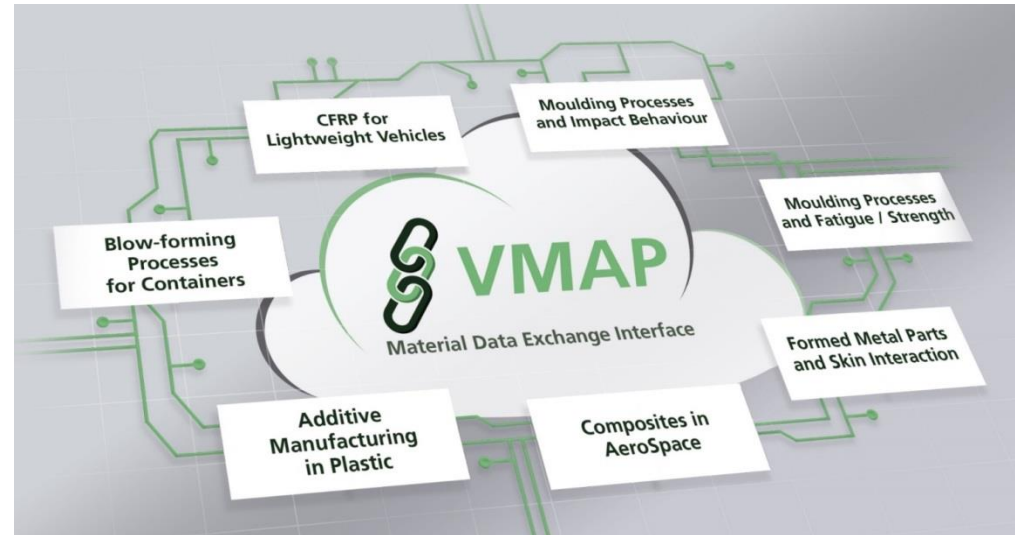 CFRP for
Lightweight Vehicles
Moulding Processes
and Impact Behaviour
Moulding Processes
and Fatigue / Strength
Blow-forming
Processes
for Containers
VMAP
Material Data Exchange Interface
Formed Metal Parts
and Skin Interaction
Additive
Manufacturing
in Plastic
Composites in
AeroSpace